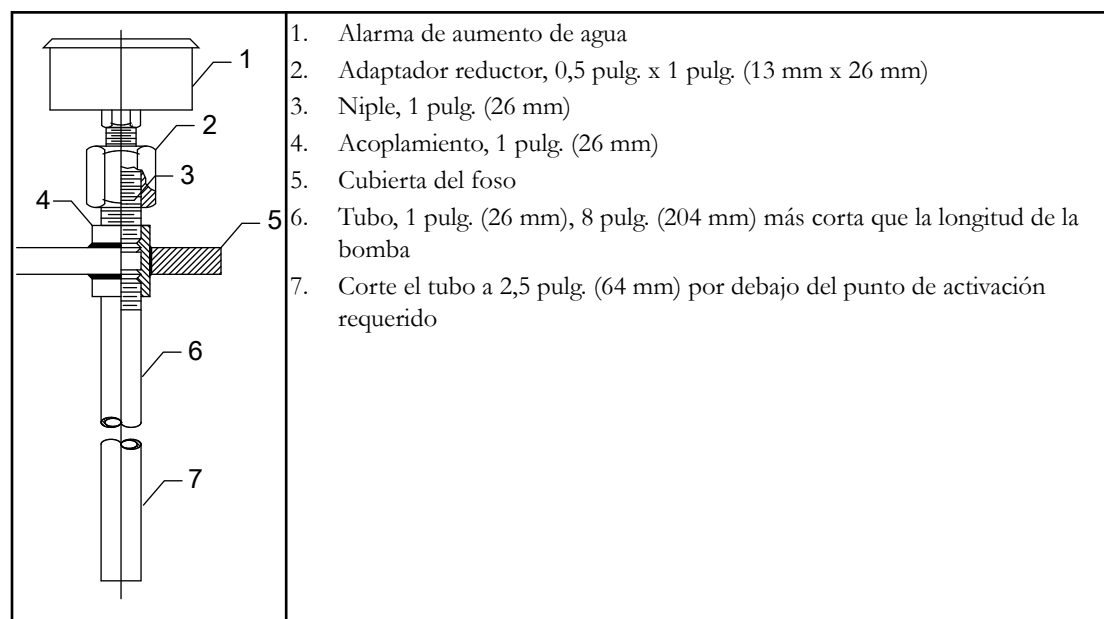 1
2
3
4
5
6
7
1. Alarma de aumento de agua
2. Adaptador reductor, 0,5 pulg. x 1 pulg. (13 mm x 26 mm)
3. Niple, 1 pulg. (26 mm)
4. Acoplamiento, 1 pulg. (26 mm)
5. Cubierta del foso
6. Tubo, 1 pulg. (26 mm), 8 pulg. (204 mm) más corta que la longitud de la
bomba
7. Corte el tubo a 2,5 pulg. (64 mm) por debajo del punto de activación
requerido